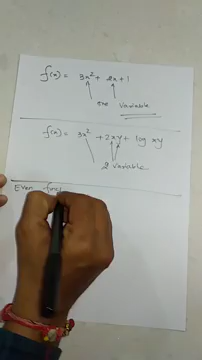 f(x) = 3x² + 2x + 1
one variable
f(x) = 3x² + 2xy + log xy
2 variable
Even func